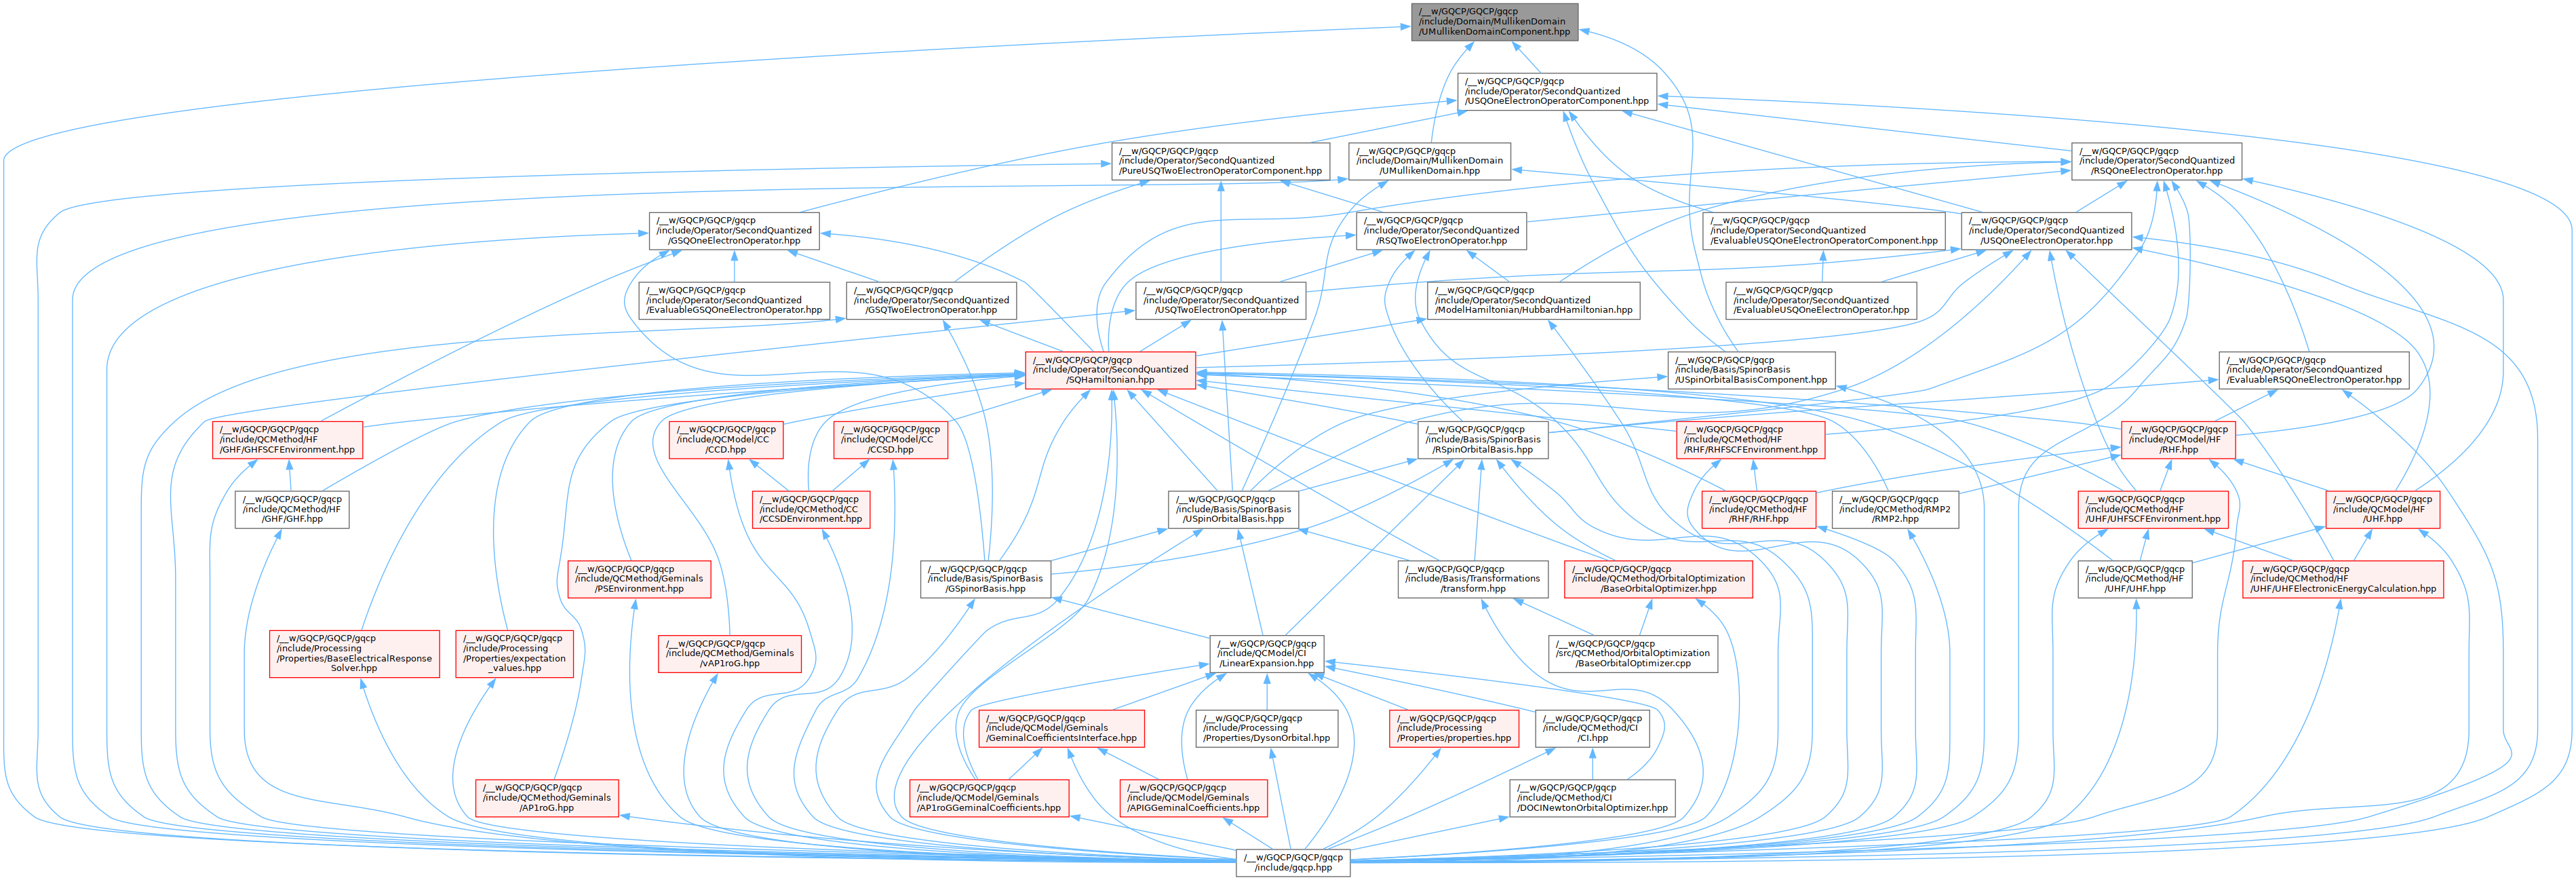 /__w/GQCP/GQCP/gqcp
/include/Domain/MullikenDomain
/UMullikenDomainComponent.hpp
/__w/GQCP/GQCP/gqcp
/include/Operator/SecondQuantized
/USQOneElectronOperatorComponent.hpp
/__w/GQCP/GQCP/gqcp
/include/Operator/SecondQuantized
/PureUSQTwoElectronOperatorComponent.hpp
/__w/GQCP/GQCP/gqcp
/include/Domain/MullikenDomain
/UMullikenDomain.hpp
/__w/GQCP/GQCP/gqcp
/include/Operator/SecondQuantized
/RSQOneElectronOperator.hpp
/__w/GQCP/GQCP/gqcp
/include/Operator/SecondQuantized
/GSQOneElectronOperator.hpp
/__w/GQCP/GQCP/gqcp
/include/Operator/SecondQuantized
/RSQTwoElectronOperator.hpp
/__w/GQCP/GQCP/gqcp
/include/Operator/SecondQuantized
/EvaluableUSQOneElectronOperatorComponent.hpp
/__w/GQCP/GQCP/gqcp
/include/Operator/SecondQuantized
/USQOneElectronOperator.hpp
/__w/GQCP/GQCP/gqcp
/include/Operator/SecondQuantized
/EvaluableGSQOneElectronOperator.hpp
/__w/GQCP/GQCP/gqcp
/include/Operator/SecondQuantized
/GSQTwoElectronOperator.hpp
/__w/GQCP/GQCP/gqcp
/include/Operator/SecondQuantized
/USQTwoElectronOperator.hpp
/__w/GQCP/GQCP/gqcp
/include/Operator/SecondQuantized
/ModelHamiltonian/HubbardHamiltonian.hpp
/__w/GQCP/GQCP/gqcp
/include/Operator/SecondQuantized
/EvaluableUSQOneElectronOperator.hpp
/__w/GQCP/GQCP/gqcp
/include/Operator/SecondQuantized
/SQHamiltonian.hpp
/__w/GQCP/GQCP/gqcp
/include/Basis/SpinorBasis
/USpinOrbitalBasisComponent.hpp
/__w/GQCP/GQCP/gqcp
/include/Operator/SecondQuantized
/EvaluableRSQOneElectronOperator.hpp
/__w/GQCP/GQCP/gqcp
/include/QCMethod/HF
/GHF/GHFSCFEnvironment.hpp
/__w/GQCP/GQCP/gqcp
/include/QCModel/CC
/CCD.hpp
/__w/GQCP/GQCP/gqcp
/include/QCModel/CC
/CCSD.hpp
/__w/GQCP/GQCP/gqcp
/include/Basis/SpinorBasis
/RSpinOrbitalBasis.hpp
/__w/GQCP/GQCP/gqcp
/include/QCMethod/HF
/RHF/RHFSCFEnvironment.hpp
/__w/GQCP/GQCP/gqcp
/include/QCModel/HF
/RHF.hpp
/__w/GQCP/GQCP/gqcp
/include/QCMethod/HF
/GHF/GHF.hpp
/__w/GQCP/GQCP/gqcp
/include/QCMethod/CC
/CCSDEnvironment.hpp
/__w/GQCP/GQCP/gqcp
/include/Basis/SpinorBasis
/USpinOrbitalBasis.hpp
/__w/GQCP/GQCP/gqcp
/include/QCMethod/HF
/RHF/RHF.hpp
/__w/GQCP/GQCP/gqcp
/include/QCMethod/RMP2
/RMP2.hpp
/__w/GQCP/GQCP/gqcp
/include/QCMethod/HF
/UHF/UHFSCFEnvironment.hpp
/__w/GQCP/GQCP/gqcp
/include/QCModel/HF
/UHF.hpp
/__w/GQCP/GQCP/gqcp
/include/QCMethod/Geminals
/PSEnvironment.hpp
/__w/GQCP/GQCP/gqcp
/include/Basis/SpinorBasis
/GSpinorBasis.hpp
/__w/GQCP/GQCP/gqcp
/include/Basis/Transformations
/transform.hpp
/__w/GQCP/GQCP/gqcp
/include/QCMethod/OrbitalOptimization
/BaseOrbitalOptimizer.hpp
/__w/GQCP/GQCP/gqcp
/include/QCMethod/HF
/UHF/UHF.hpp
/__w/GQCP/GQCP/gqcp
/include/QCMethod/HF
/UHF/UHFElectronicEnergyCalculation.hpp
/__w/GQCP/GQCP/gqcp
/include/Processing
/Properties/BaseElectricalResponse
Solver.hpp
/__w/GQCP/GQCP/gqcp
/include/Processing
/Properties/expectation
_values.hpp
/__w/GQCP/GQCP/gqcp
/include/QCMethod/Geminals
/vAP1roG.hpp
/__w/GQCP/GQCP/gqcp
/include/QCModel/CI
/LinearExpansion.hpp
/__w/GQCP/GQCP/gqcp
/src/QCMethod/OrbitalOptimization
/BaseOrbitalOptimizer.cpp
/__w/GQCP/GQCP/gqcp
/include/QCModel/Geminals
/GeminalCoefficientsInterface.hpp
/__w/GQCP/GQCP/gqcp
/include/Processing
/Properties/DysonOrbital.hpp
/__w/GQCP/GQCP/gqcp
/include/Processing
/Properties/properties.hpp
/__w/GQCP/GQCP/gqcp
/include/QCMethod/CI
/CI.hpp
/__w/GQCP/GQCP/gqcp
/include/QCMethod/Geminals
/AP1roG.hpp
/__w/GQCP/GQCP/gqcp
/include/QCModel/Geminals
/AP1roGGeminalCoefficients.hpp
/__w/GQCP/GQCP/gqcp
/include/QCModel/Geminals
/APIGGeminalCoefficients.hpp
/__w/GQCP/GQCP/gqcp
/include/QCMethod/CI
/DOCINewtonOrbitalOptimizer.hpp
/__w/GQCP/GQCP/gqcp
/include/gqcp.hpp